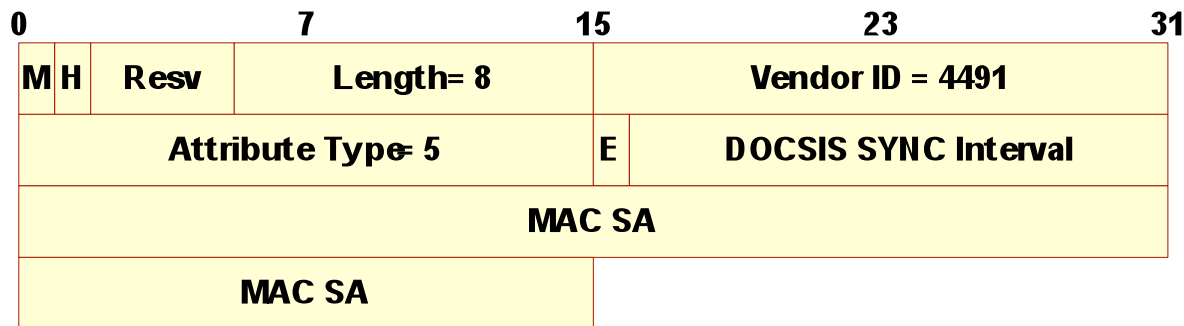 0 7 15 23 31
M H Resv Length= 8 Vendor ID = 4491
Attribute Type= 5 E DOCSIS SYNC Interval
MAC SA
MAC SA